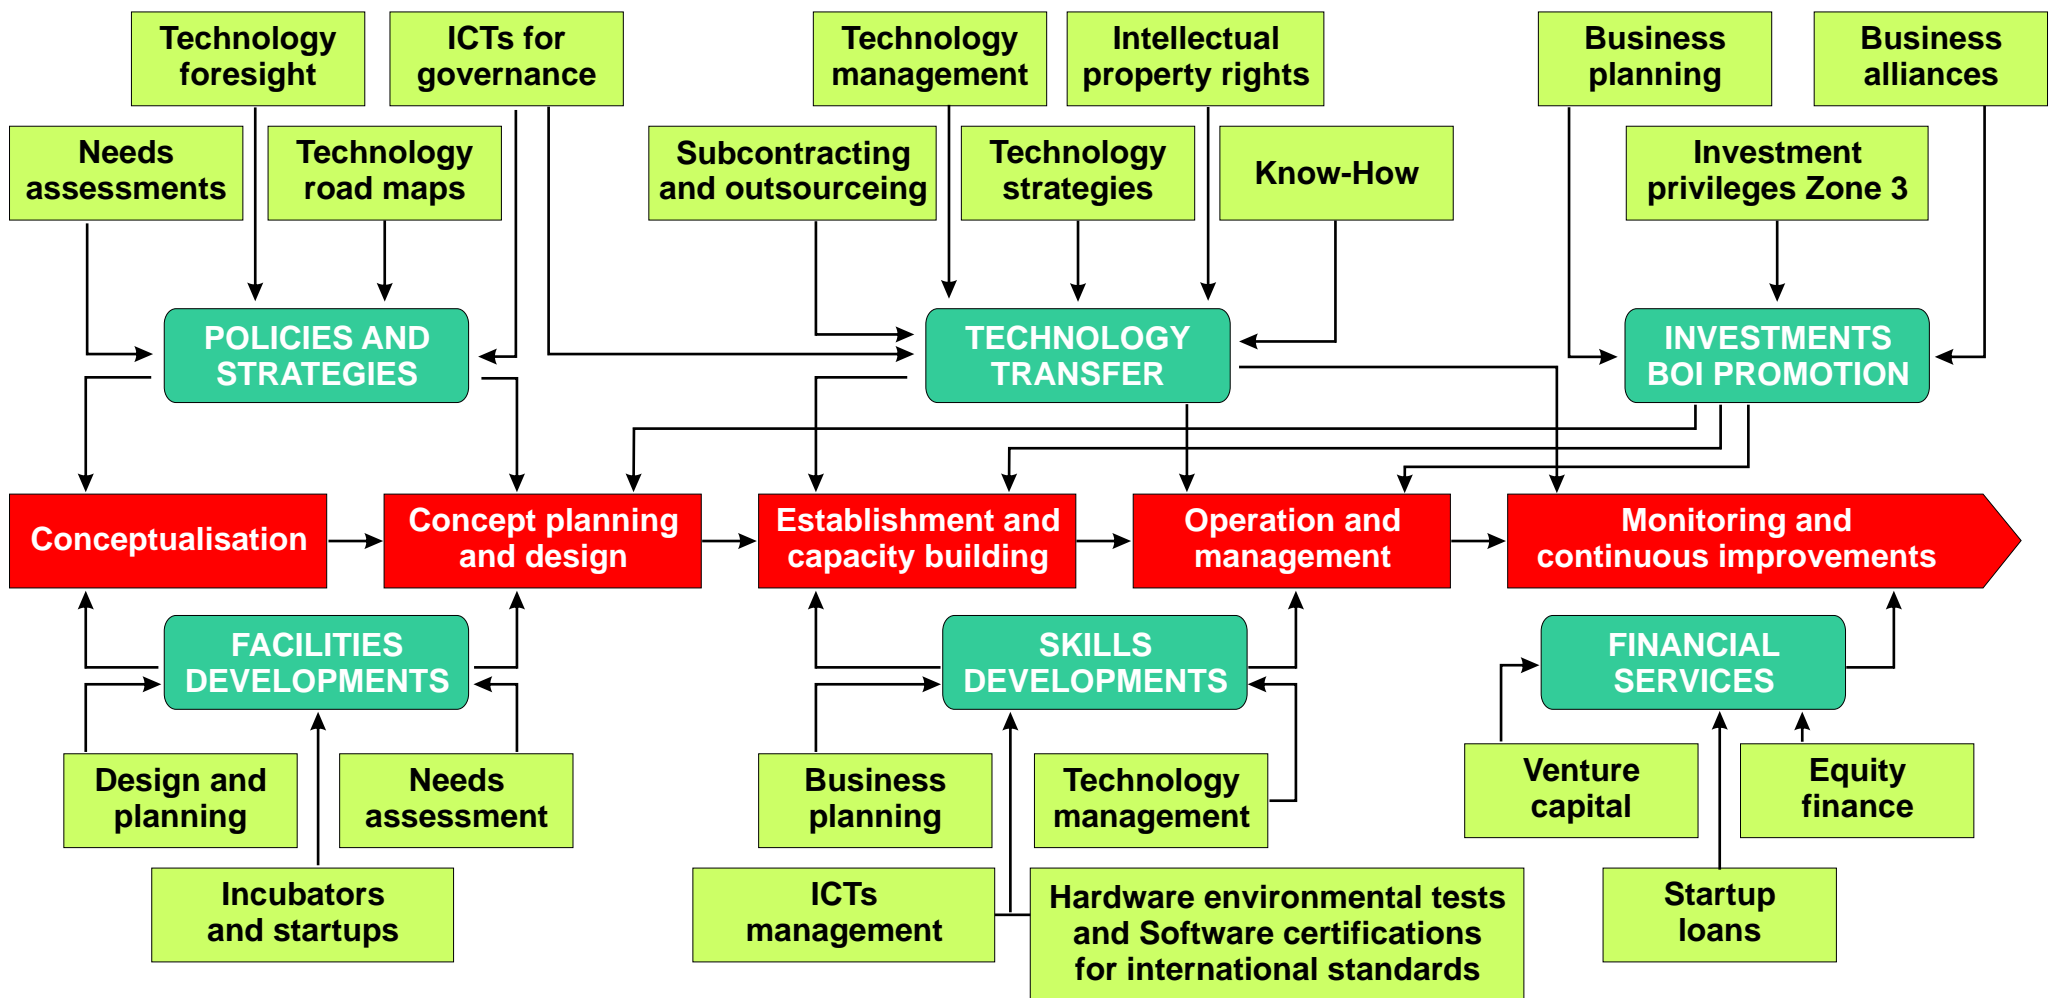 Technology
foresight
ICTs for
governance
Technology
management
Intellectual
property rights
Business
planning
Business
alliances
Needs
assessments
Technology
road maps
Subcontracting
and outsourceing
Technology
strategies
Know-How
Investment
privileges Zone 3
POLICIES AND
STRATEGIES
TECHNOLOGY
TRANSFER
INVESTMENTS
BOI PROMOTION
Conceptualisation
Concept planning
and design
Establishment and
capacity building
Operation and
management
Monitoring and
continuous improvements
FACILITIES
DEVELOPMENTS
SKILLS
DEVELOPMENTS
FINANCIAL
SERVICES
Design and
planning
Needs
assessment
Business
planning
Technology
management
Venture
capital
Equity
finance
Incubators
and startups
ICTs
management
Hardware environmental tests
and Software certifications
for international standards
Startup
loans